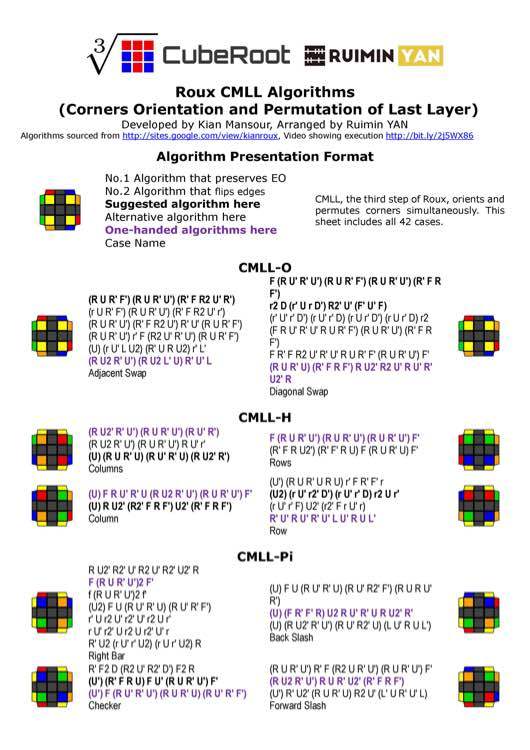 3
CubeRoot RUIMIN YAN
Roux CMLL Algorithms
(Corners Orientation and Permutation of Last Layer)
Developed by Kian Mansour, Arranged by Ruimin YAN
Algorithms sourced from http://sites.google.com/view/kianroux, Video showing execution http://bit.ly/2j5WX86
Algorithm Presentation Format
No.1 Algorithm that preserves EO
No.2 Algorithm that flips edges
Suggested algorithm here
Alternative algorithm here
One-handed algorithms here
Case Name
CMLL, the third step of Roux, orients and
permutes corners simultaneously. This
sheet includes all 42 cases.
CMLL-O
(R U R' F') (R U R' U') (R' F R2 U' R')
(r U R' F') (R U R' U') (R' F R2 U' r')
(R U R' U') (R' F R2 U') R' U' (R U R' F')
(R U R' U') r' F (R2 U' R' U') (R U R' F')
(U) (r U' L U2) (R' U R U2) r' L'
(R U2 R' U') (R U2 L' U) R' U' L
Adjacent Swap
F (R U' R' U') (R U R' F') (R U R' U') (R' F R
F')
r2 D (r' U r D') R2' U' (F' U' F)
(r' U' r D') (r U' r' D) (r U r' D') (r U r' D) r2
(F R U' R' U' R U R' F') (R U R' U') (R' F R
F')
F R' F R2 U' R' U' R U R' F' (R U R' U') F'
(R U R' U) (R' F R F') R U2' R2 U' R U' R'
U2' R
Diagonal Swap
CMLL-H
(R U2' R' U') (R U R' U') (R U' R')
(R U2 R' U') (R U R' U') R U' r'
(U) (R U R' U) (R U' R' U) (R U2' R')
Columns
F (R U R' U') (R U R' U') (R U R' U') F'
(R' F R U2') (R' F' R U) F (R U R' U) F'
Rows
(U) F R U' R' U (R U2 R' U') (R U R' U') F'
(U) R U2' (R2' F R F') U2' (R' F R F')
Column
(U') (R U R' U R U) r' F R' F' r
(U2) (r U' r2' D') (r U' r' D) r2 U r'
(r U' r' F) U2' (r2' F r U' r)
R' U' R U' R' U' L U' R U L'
Row
CMLL-Pi
R U2' R2' U' R2 U' R2' U2' R
F (R U R' U')2 F'
f (R U R' U')2 f'
(U2) F U (R U' R' U) (R U' R' F')
r' U r2 U' r2' U' r2 U r'
r U' r2' U r2 U r2' U' r
R' U2 (r U' r' U2) (r U r' U2) R
Right Bar
(U) F U (R U' R' U) (R U' R2' F') (R U R U'
R')
(U) (F R' F' R) U2 R U' R' U R U2' R'
(U) (R U2' R' U') (R U' R2' U) (L U' R U L')
Back Slash
R' F2 D (R2 U' R2' D') F2 R
(U') (R' F R U) F U' (R U R' U') F'
(U') F (R U' R' U') (R U R' U) (R U' R' F')
Checker
(R U R' U') R' F (R2 U R' U') (R U R' U') F'
(R U2 R' U') R U R' U2' (R' F R F')
(U') R' U2' (R U R' U) R2 U' (L' U R' U' L)
Forward Slash